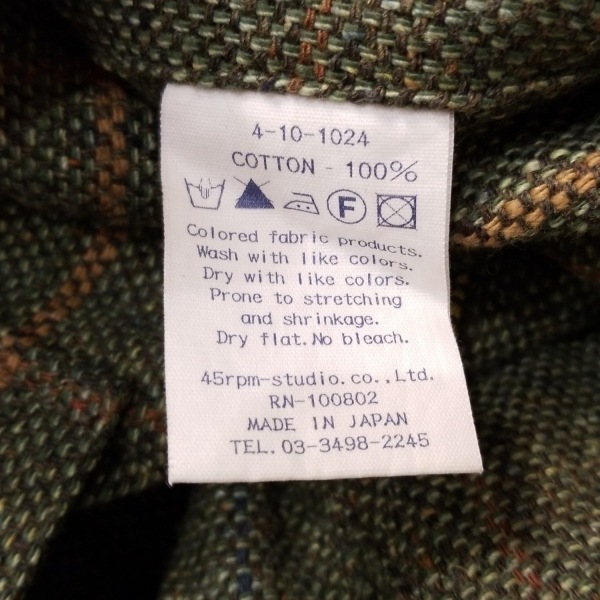 4-10-1024
COTTON - 100%
F
Colored fabric products.
Wash with like colors.
Dry with like colors.
Prone to stretching
and shrinkage.
Dry flat.No bleach.
45rpm-studio.co.,Ltd.
RN-100802
MADE IN JAPAN
TEL.03-3498-2245